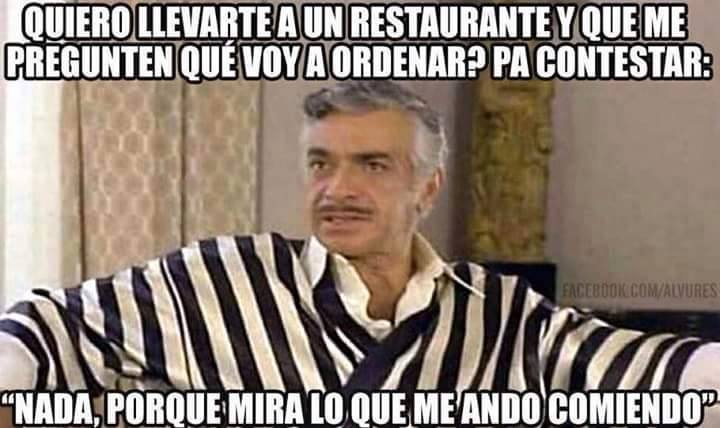 QUIERO LLEVARTE A UN RESTAURANTE Y QUE ME
PREGUNTEN QUÉ VOY A ORDENAR? PA CONTESTAR:
FACEBOOK.COM/ALVURES
"NADA, PORQUE MIRA LO QUE ME ANDO COMIENDO"